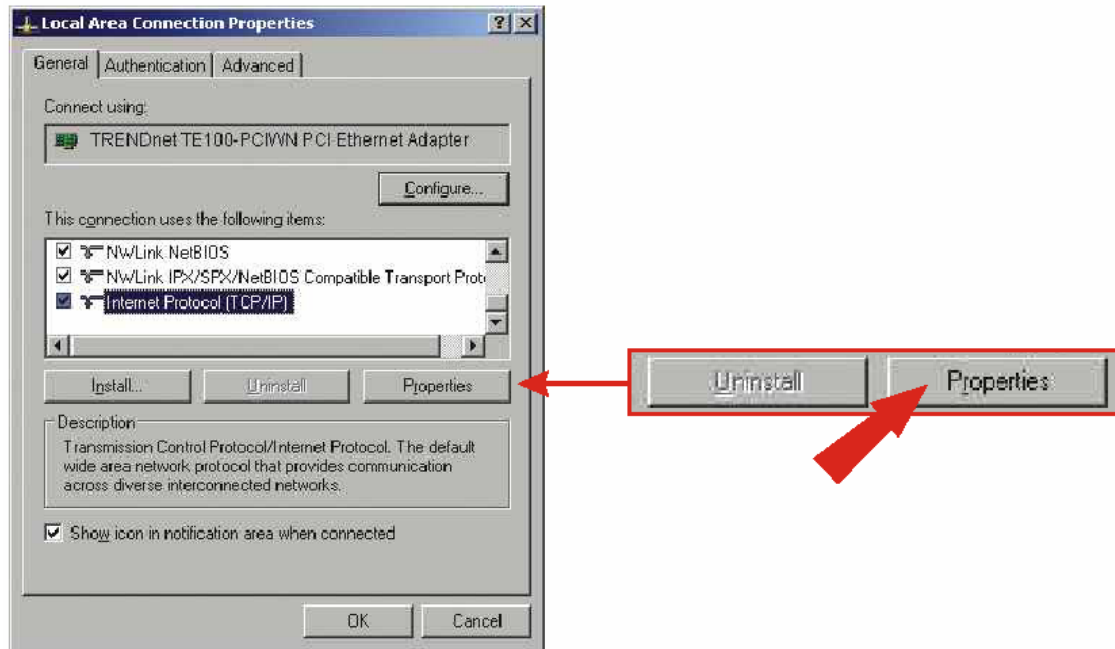 Local Area Connection Properties
General Authentication Advanced
Connect using:
TRENDnet TE100-PCIWN PCI Ethernet Adapter
Configure...
This connection uses the following items:
NWLink NetBIOS
NWLink IPX/SPX/NetBIOS Compatible Transport Proto
Internet Protocol (TCP/IP)
Install... Uninstall Properties
Uninstall Properties
Description
Transmission Control Protocol/Internet Protocol. The default
wide area network protocol that provides communication
across diverse interconnected networks.
Show icon in notification area when connected
OK Cancel